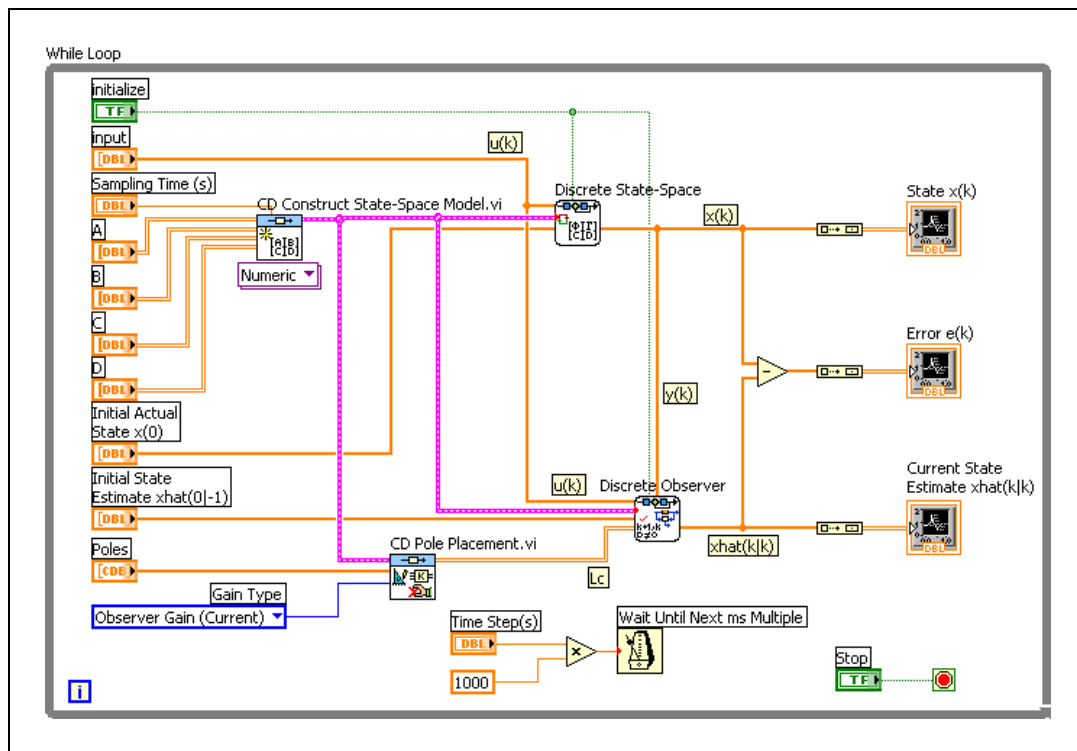 While Loop
initialize
TF
input
[DBL]
u(k)
Sampling Time (s)
DBL
CD Construct State-Space Model.vi
Discrete State-Space
State x(k)
x(k)
A
[DBL]
Numeric
B
[DBL]
C
[DBL]
D
[DBL]
Error e(k)
y(k)
Initial Actual
State x(0)
[DBL]
Initial State
Estimate xhat(0|-1)
[DBL]
u(k)
Discrete Observer
Current State
Estimate xhat(k|k)
xhat(k|k)
Poles
[CDB]
CD Pole Placement.vi
Lc
Gain Type
Observer Gain (Current)
Time Step(s)
DBL
Wait Until Next ms Multiple
1000
Stop
TF
i